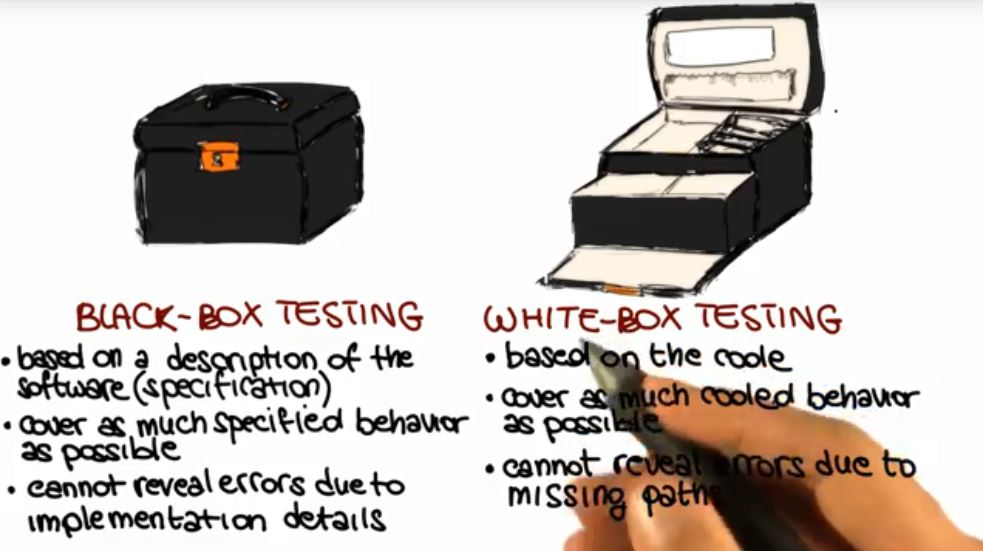 BLACK-BOX TESTING
• based on a description of the
software (specification)
• cover as much specified behavior
as possible
• cannot reveal errors due to
implementation details
WHITE-BOX TESTING
• based on the code
• cover as much coded behavior
as possible
• cannot reveal errors due to
missing paths